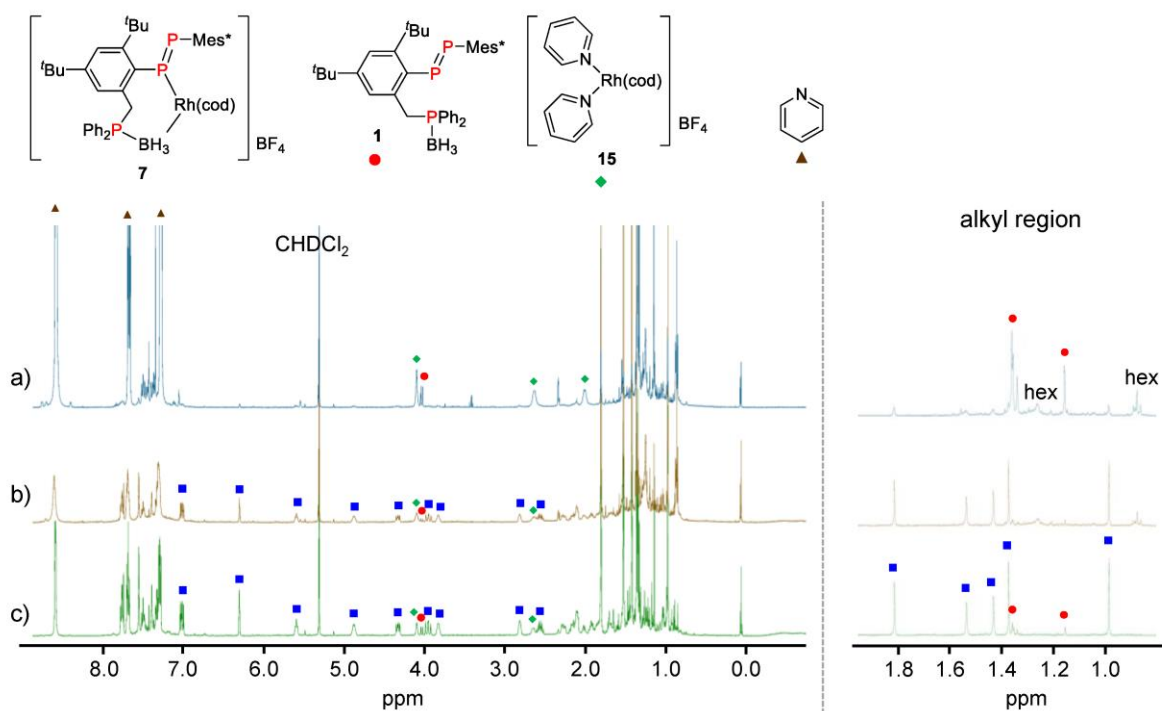 tBu
tBu
P
P
Mes*
Rh(cod)
Ph2P
BH3
BF4
7
tBu
tBu
P
P
Mes*
PPh2
BH3
1
N
Rh(cod)
N
BF4
15
N
CHDCl2
alkyl region
hex
hex
a)
b)
c)
8.0 7.0 6.0 5.0 4.0 3.0 2.0 1.0 0.0
ppm
1.8 1.6 1.4 1.2 1.0
ppm